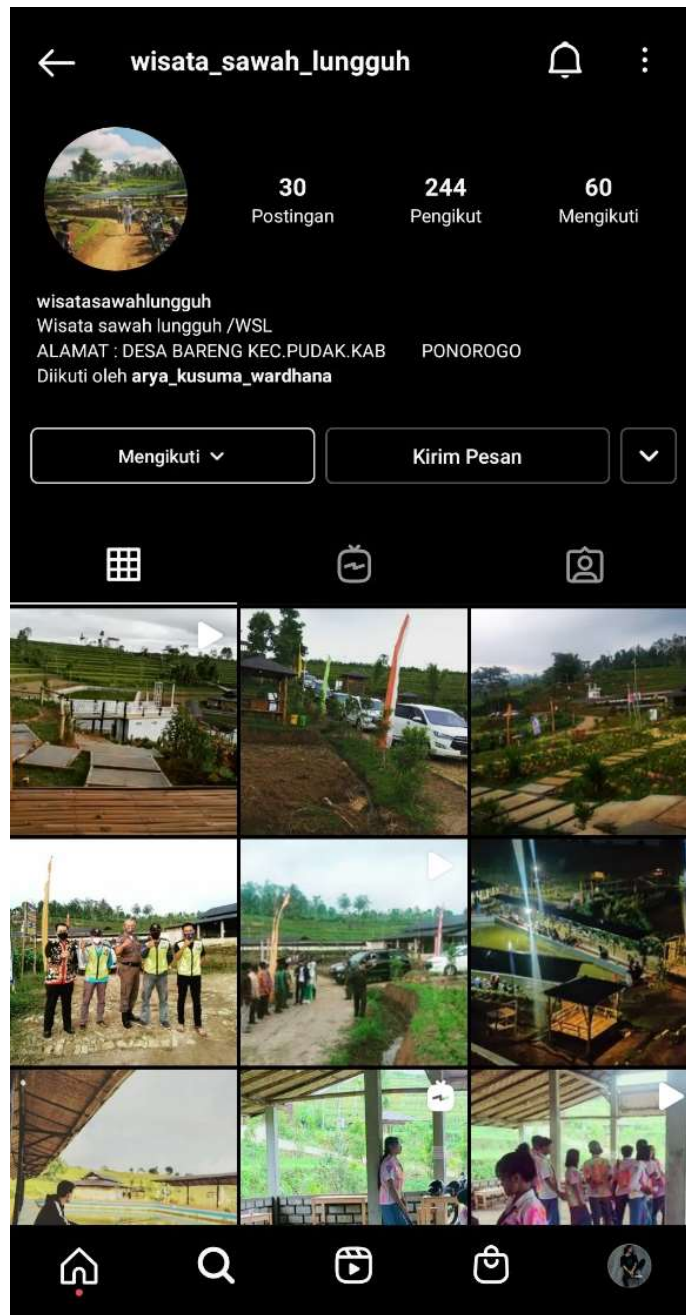 wisata_sawah_lungguh
30 244 60
Postingan Pengikut Mengikuti
wisatasawahlungguh
Wisata sawah lungguh /WSL
ALAMAT : DESA BARENG KEC.PUDAK.KAB PONOROGO
Diikuti oleh arya_kusuma_wardhana
Mengikuti Kirim Pesan